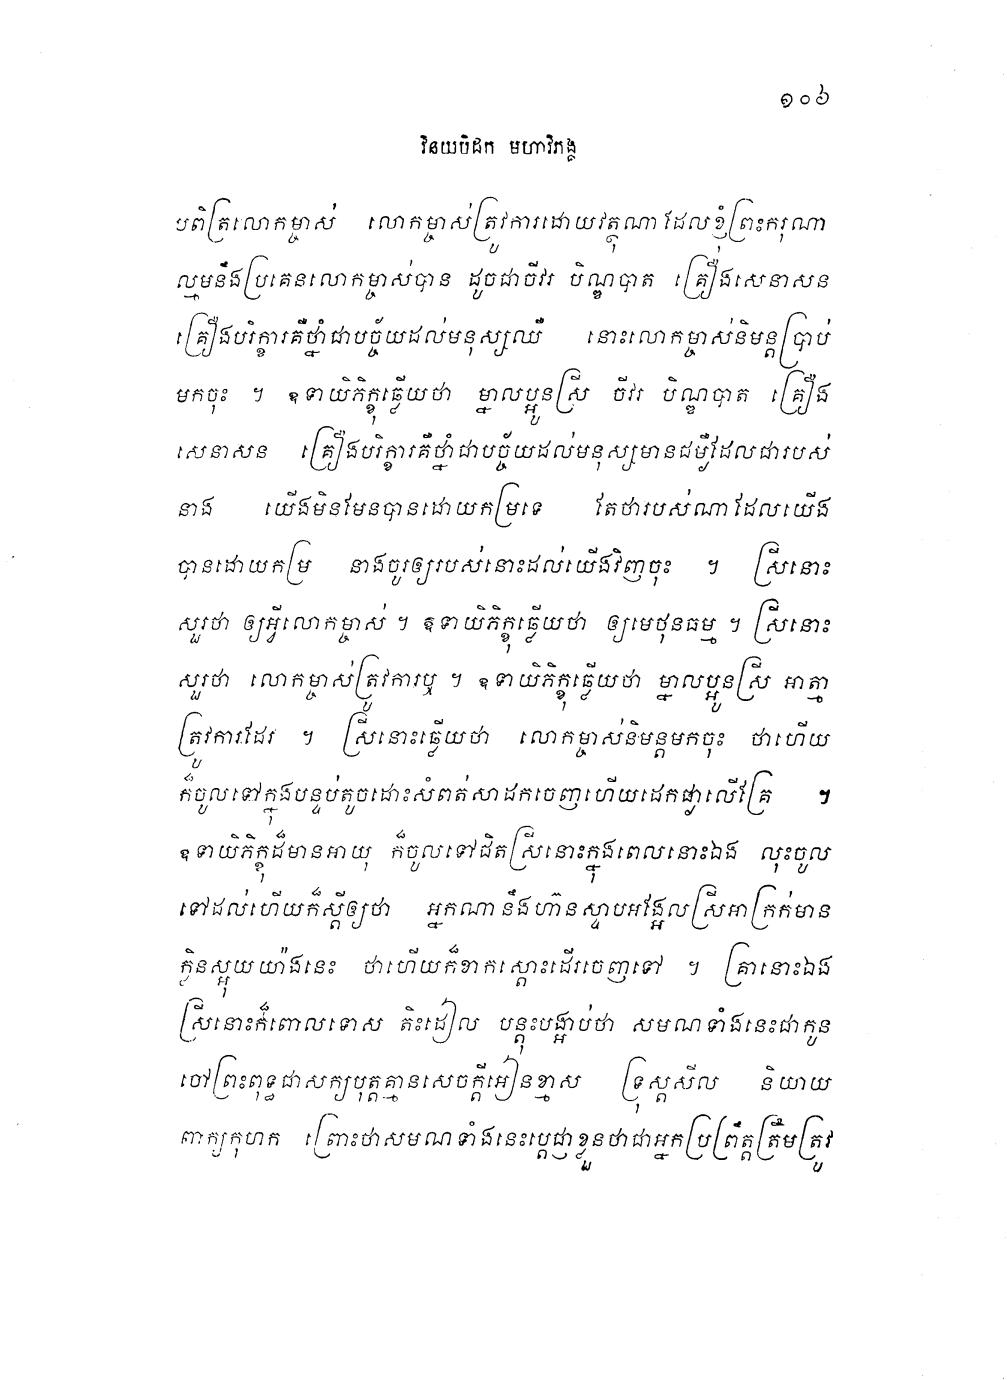 ១០៦
វិនយបិដក មហាវិភង្គ
បពិត្រលោកម្ចាស់ លោកម្ចាស់ត្រូវការដោយវត្ថុណាដែលខ្ញុំព្រះករុណា
ល្មមនឹងប្រគេនលោកម្ចាស់បាន ដូចជាចីវរ បិណ្ឌបាត គ្រឿងសេនាសន
គ្រឿងបរិក្ខារគឺថ្នាំជាបច្ច័យដល់មនុស្សឈឺ នោះលោកម្ចាស់និមន្តប្រាប់
មកចុះ ។ ឧទាយិភិក្ខុឆ្លើយថា ម្នាលប្អូនស្រី ចីវរ បិណ្ឌបាត គ្រឿង
សេនាសន គ្រឿងបរិក្ខារគឺថ្នាំជាបច្ច័យដល់មនុស្សមានជម្ងឺដែលជារបស់
នាង យើងមិនមែនបានដោយកម្រទេ តែថារបស់ណាដែលយើង
បានដោយកម្រ នាងចូរឲ្យរបស់នោះដល់យើងវិញចុះ ។ ស្រីនោះ
សួរថា ឲ្យអ្វីលោកម្ចាស់ ។ ឧទាយិភិក្ខុឆ្លើយថា ឲ្យមេថុនធម្ម ។ ស្រីនោះ
សួរថា លោកម្ចាស់ត្រូវការឬ ។ ឧទាយិភិក្ខុឆ្លើយថា ម្នាលប្អូនស្រី អាត្មា
ត្រូវការដែរ ។ ស្រីនោះឆ្លើយថា លោកម្ចាស់និមន្តមកចុះ ថាហើយ
ក៏ចូលទៅក្នុងបន្ទប់តូចដោះសំពត់សាដកចេញហើយដេកផ្ងាលើគ្រែ ។
ឧទាយិភិក្ខុដ៏មានអាយុ ក៏ចូលទៅជិតស្រីនោះក្នុងពេលនោះឯង លុះចូល
ទៅដល់ហើយក៏ស្តីឲ្យថា អ្នកណានឹងហ៊ានស្ទាបអង្អែលស្រីអាក្រក់មាន
ក្លិនស្អុយយ៉ាងនេះ ថាហើយក៏ខាកស្តោះដើរចេញទៅ ។ គ្រានោះឯង
ស្រីនោះក៏ពោលទោស តិះដៀល បន្តុះបង្អាប់ថា សមណទាំងនេះជាកូន
ចៅព្រះពុទ្ធជាសក្យបុត្តគ្មានសេចក្តីអៀនខ្មាស ទ្រុស្តសីល និយាយ
ពាក្យកុហក ព្រោះថាសមណទាំងនេះប្តេជ្ញាខ្លួនថាជាអ្នកប្រព្រឹត្តត្រឹមត្រូវ